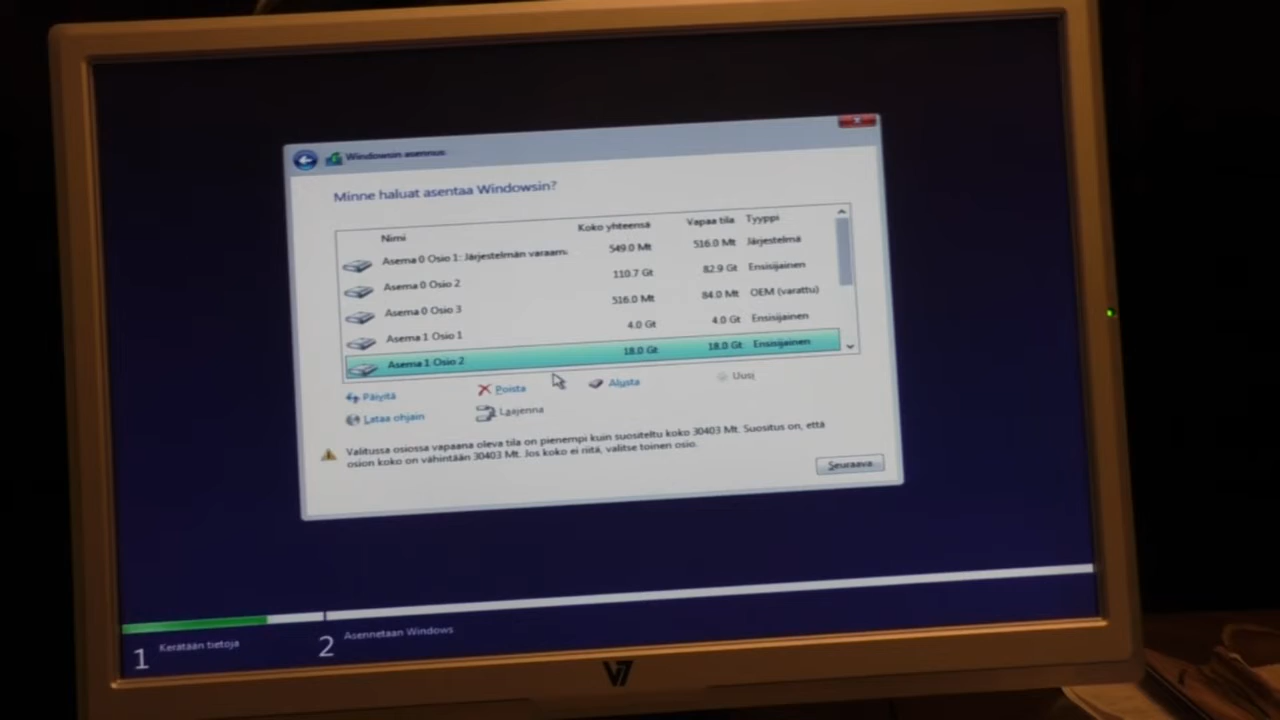 Windowsin asennus
Minne haluat asentaa Windowsin?
Nimi Koko yhteensä Vapaa tila Tyyppi
Asema 0 Osio 1: Järjestelmän varaama 549.0 Mt 516.0 Mt Järjestelmä
Asema 0 Osio 2 110.7 Gt 82.9 Gt Ensisijainen
Asema 0 Osio 3 516.0 Mt 84.0 Mt OEM (varattu)
Asema 1 Osio 1 4.0 Gt 4.0 Gt Ensisijainen
Asema 1 Osio 2 18.0 Gt 18.0 Gt Ensisijainen
Päivitä Poista Alusta Uusi
Lataa ohjain Laajenna
Valitussa osiossa vapaana oleva tila on pienempi kuin suositeltu koko 30403 Mt. Suositus on, että
osion koko on vähintään 30403 Mt. Jos koko ei riitä, valitse toinen osio.
Seuraava
1 Kerätään tietoja 2 Asennetaan Windows
V7